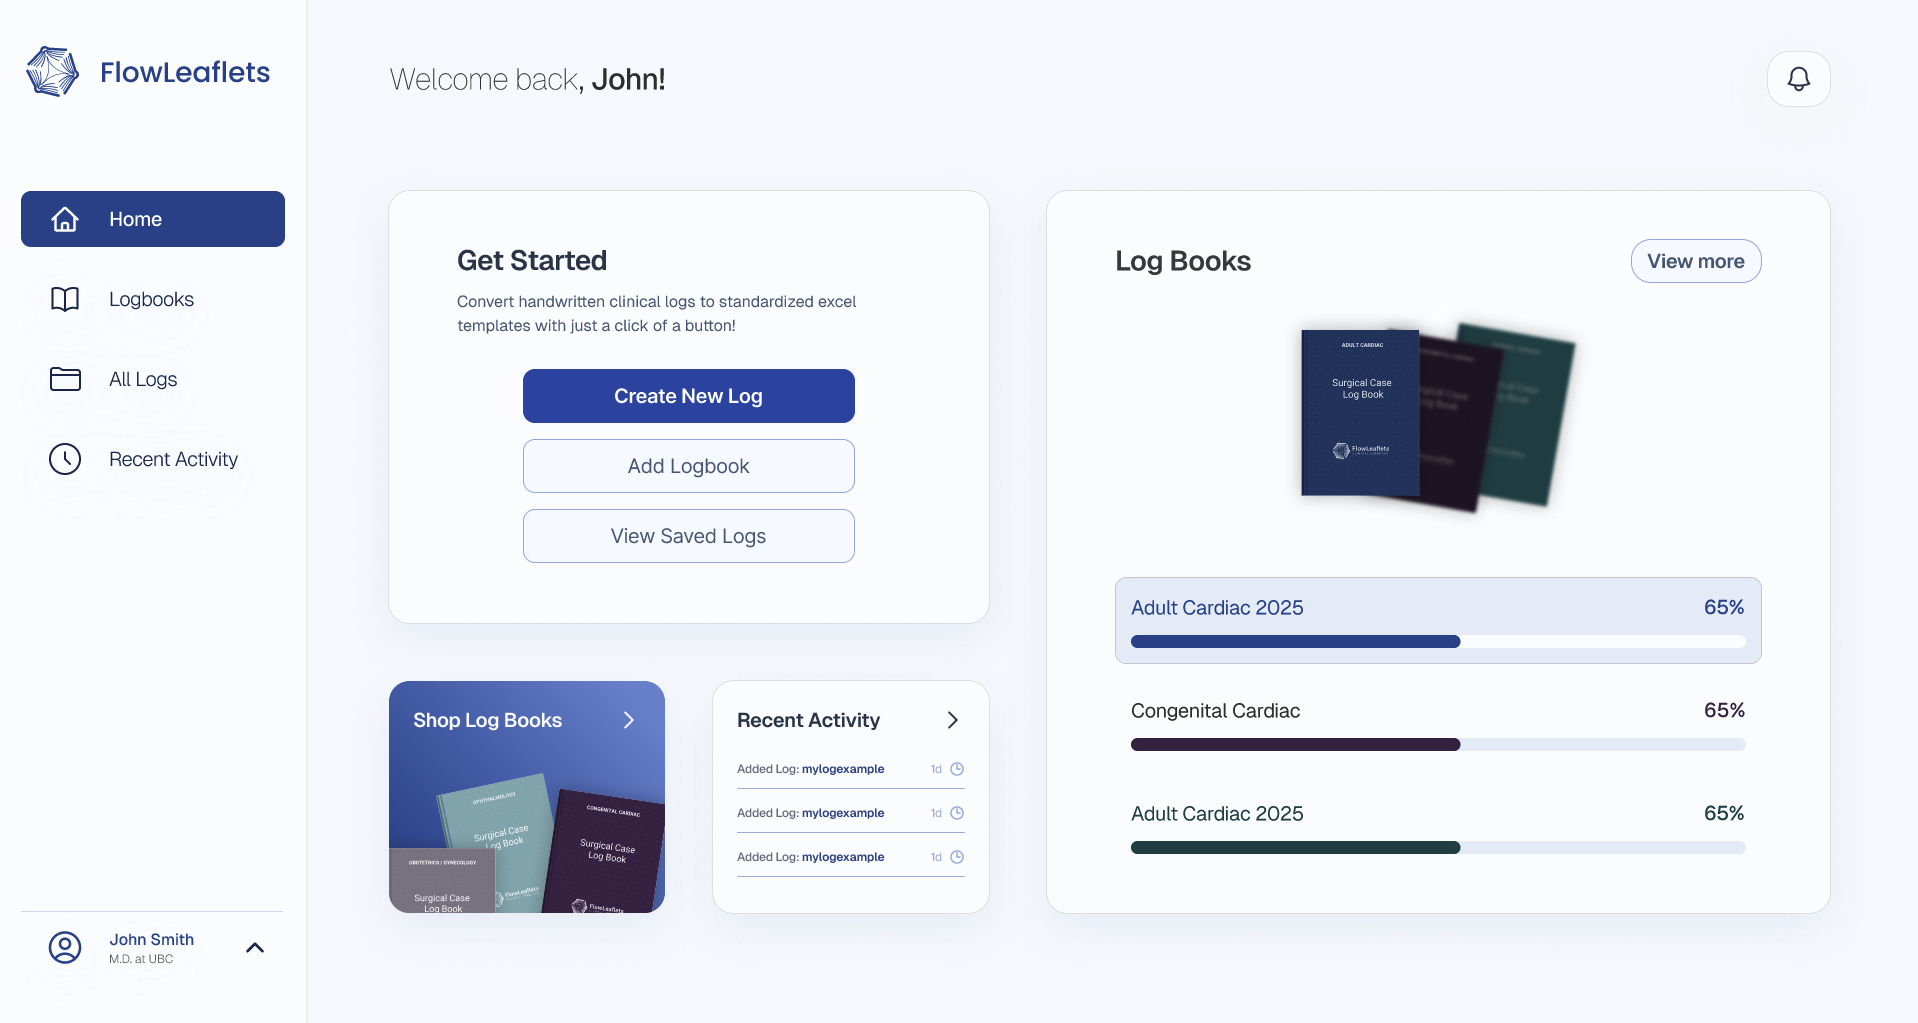 FlowLeaflets
Home
Logbooks
All Logs
Recent Activity
John Smith
M.D. at UBC
Welcome back, John!
Get Started
Convert handwritten clinical logs to standardized excel
templates with just a click of a button!
Create New Log
Add Logbook
View Saved Logs
Shop Log Books
OPHTHALMOLOGY
Surgical Case
Log Book
FlowLeaflets
CONGENITAL CARDIAC
Surgical Case
Log Book
FlowLeaflets
OBSTETRICS / GYNECOLOGY
Surgical Case
Log Book
Recent Activity
Added Log: mylogexample 1d
Added Log: mylogexample 1d
Added Log: mylogexample 1d
Log Books
View more
ADULT CARDIAC
Surgical Case
Log Book
FlowLeaflets
Adult Cardiac 2025 65%
Congenital Cardiac 65%
Adult Cardiac 2025 65%